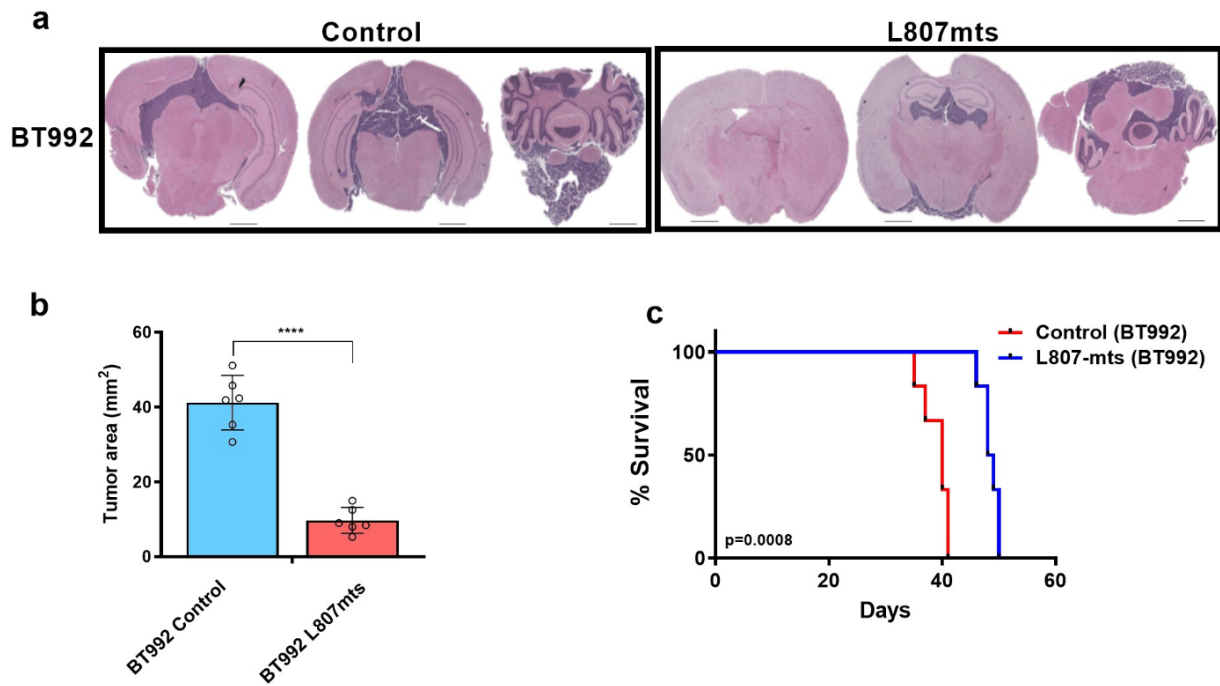 a
Control
L807mts
BT992
b
****
60
40
20
0
Tumor area (mm²)
BT992 Control
BT992 L807mts
c
Control (BT992)
L807-mts (BT992)
100
50
0
% Survival
p=0.0008
0 20 40 60
Days